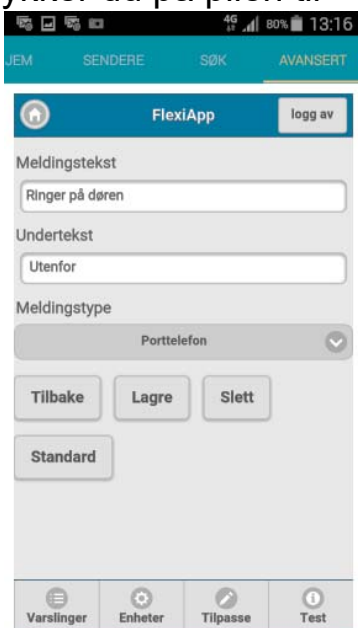 4G 80% 13:16
JEM SENDERE SØK AVANSERT
FlexiApp logg av
Meldingstekst
Ringer på døren
Undertekst
Utenfor
Meldingstype
Porttelefon
Tilbake Lagre Slett
Standard
Varslinger Enheter Tilpasse Test